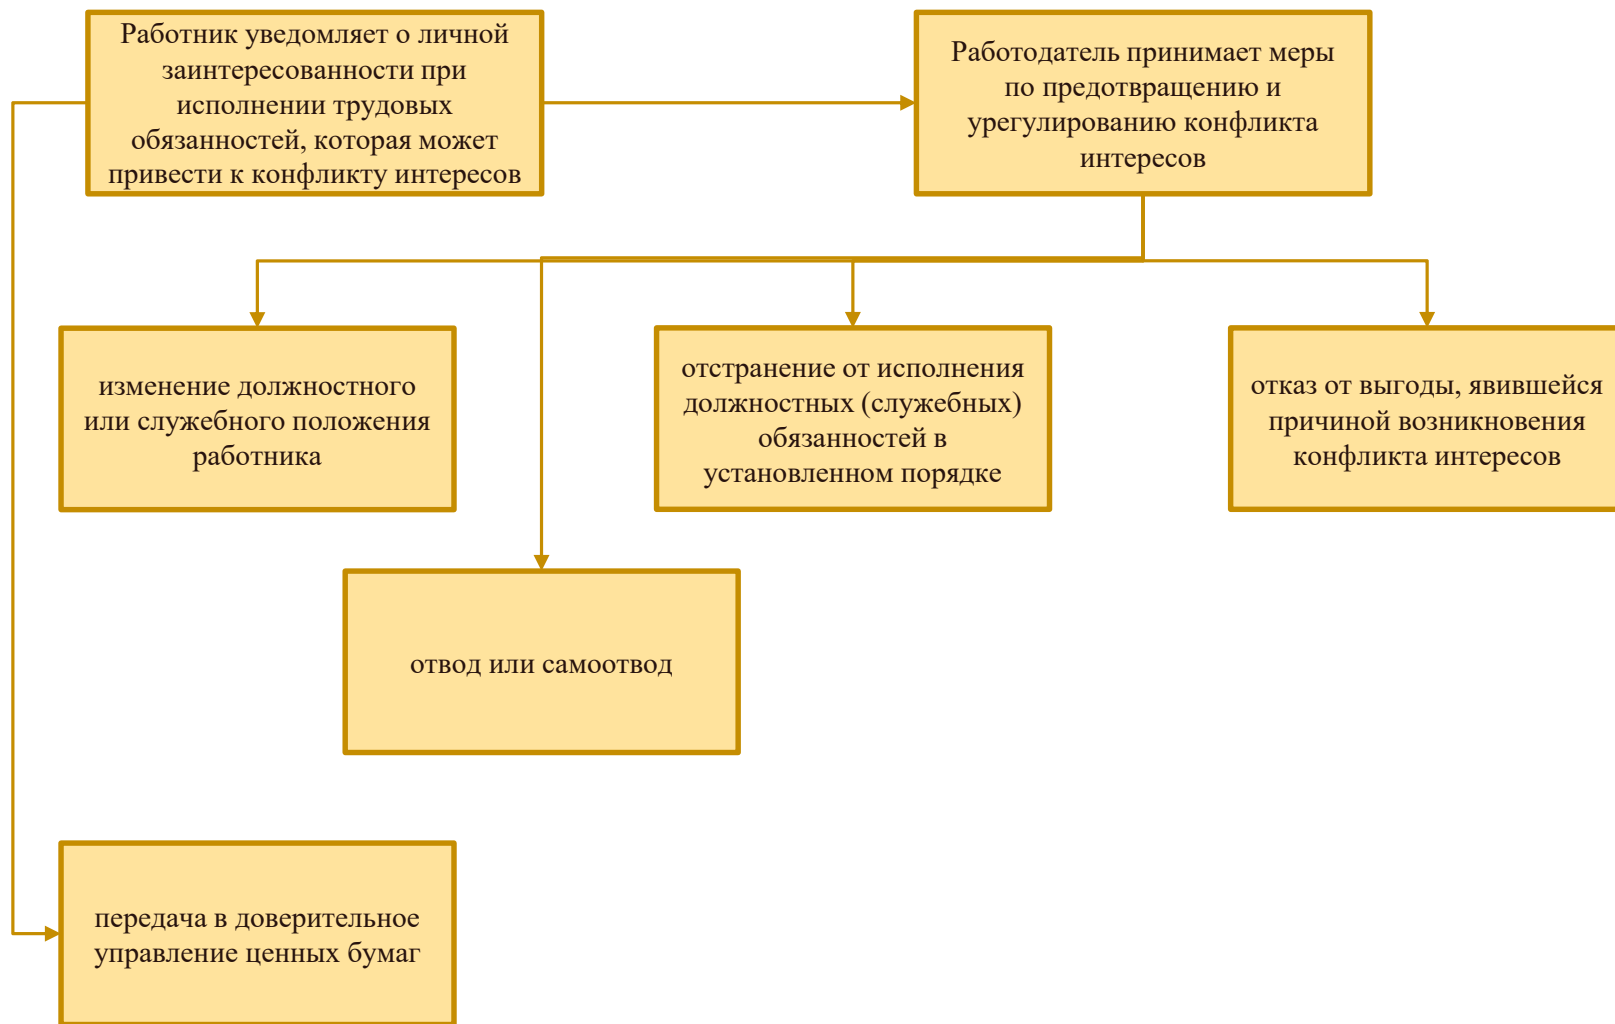 Работник уведомляет о личной
заинтересованности при
исполнении трудовых
обязанностей, которая может
привести к конфликту интересов
Работодатель принимает меры
по предотвращению и
урегулированию конфликта
интересов
изменение должностного
или служебного положения
работника
отстранение от исполнения
должностных (служебных)
обязанностей в
установленном порядке
отказ от выгоды, явившейся
причиной возникновения
конфликта интересов
отвод или самоотвод
передача в доверительное
управление ценных бумаг